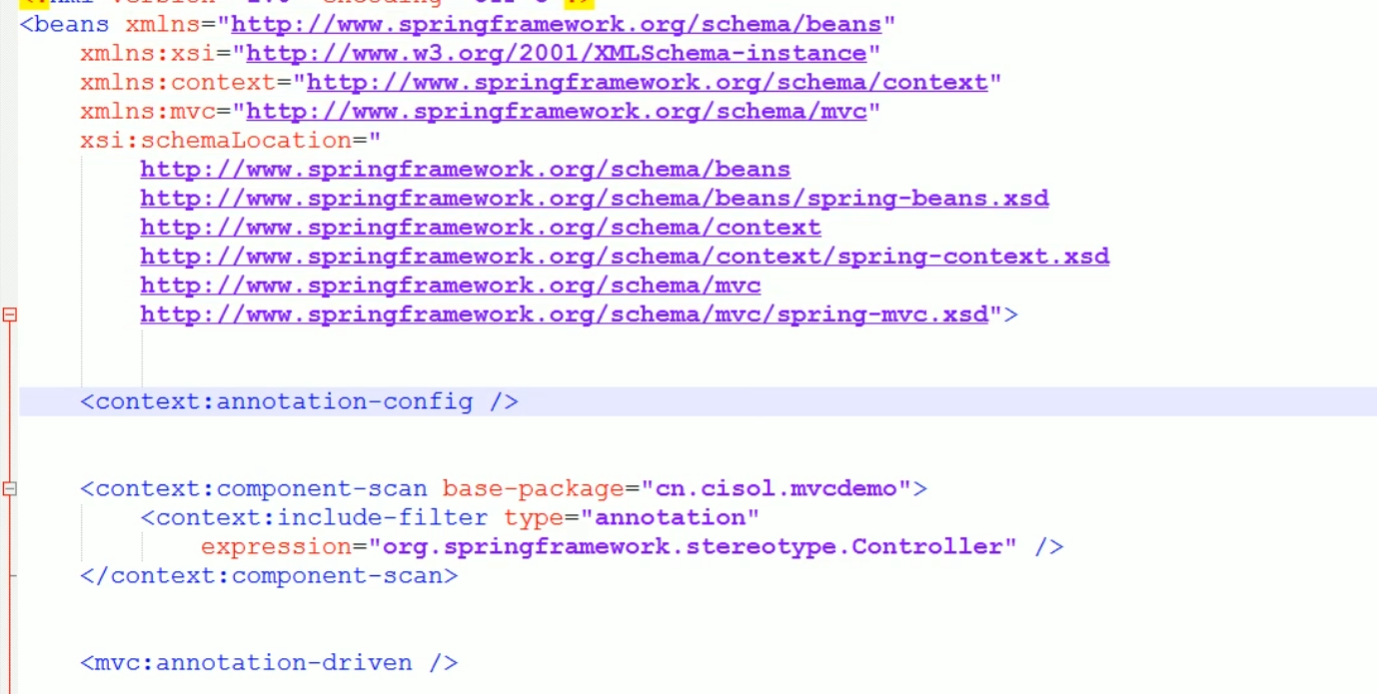 <beans xmlns="http://www.springframework.org/schema/beans"
xmlns:xsi="http://www.w3.org/2001/XMLSchema-instance"
xmlns:context="http://www.springframework.org/schema/context"
xmlns:mvc="http://www.springframework.org/schema/mvc"
xsi:schemaLocation="
http://www.springframework.org/schema/beans
http://www.springframework.org/schema/beans/spring-beans.xsd
http://www.springframework.org/schema/context
http://www.springframework.org/schema/context/spring-context.xsd
http://www.springframework.org/schema/mvc
http://www.springframework.org/schema/mvc/spring-mvc.xsd">
<context:annotation-config />
<context:component-scan base-package="cn.cisol.mvcdemo">
<context:include-filter type="annotation"
expression="org.springframework.stereotype.Controller" />
</context:component-scan>
<mvc:annotation-driven />